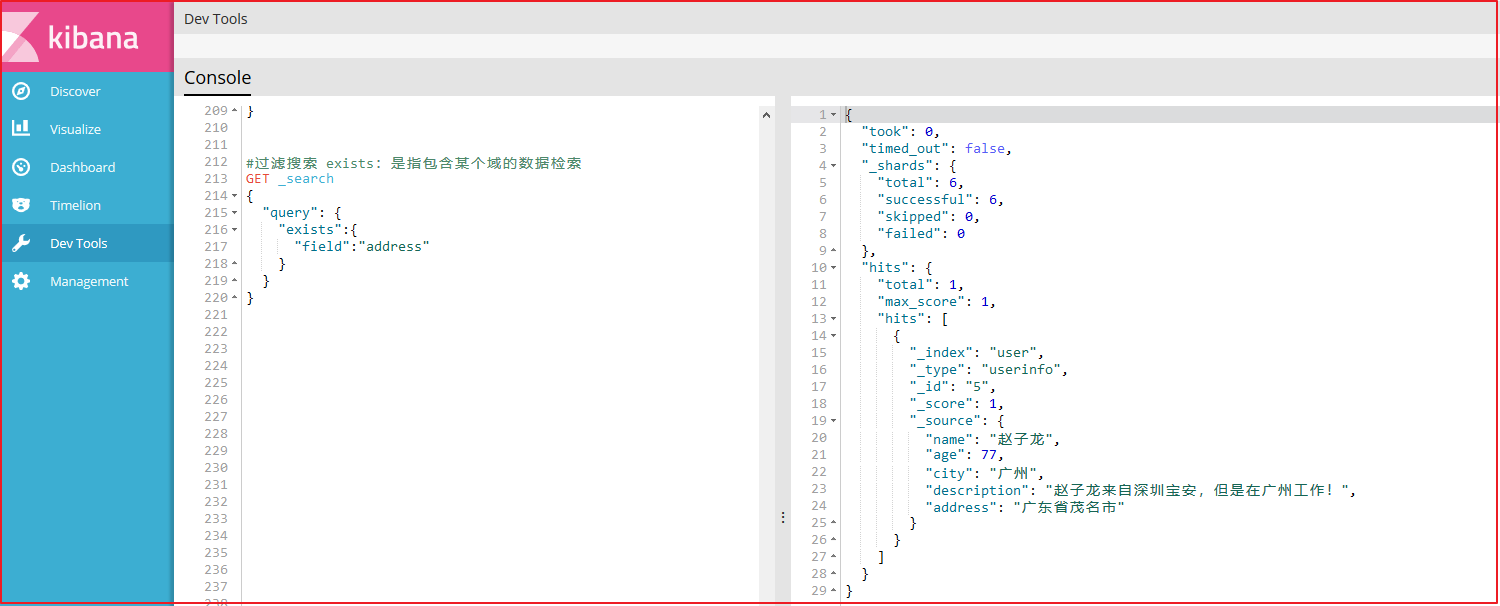 kibana
Discover
Visualize
Dashboard
Timelion
Dev Tools
Management
Dev Tools
Console
209 }
210
211
212 #过滤搜索 exists: 是指包含某个域的数据检索
213 GET _search
214 {
215   "query": {
216     "exists":{
217       "field":"address"
218     }
219   }
220 }
221
222
223
224
225
226
227
228
229
230
231
232
233
234
235
236
237
238
1 {
2   "took": 0,
3   "timed_out": false,
4   "_shards": {
5     "total": 6,
6     "successful": 6,
7     "skipped": 0,
8     "failed": 0
9   },
10   "hits": {
11     "total": 1,
12     "max_score": 1,
13     "hits": [
14       {
15         "_index": "user",
16         "_type": "userinfo",
17         "_id": "5",
18         "_score": 1,
19         "_source": {
20           "name": "赵子龙",
21           "age": 77,
22           "city": "广州",
23           "description": "赵子龙来自深圳宝安，但是在广州工作！",
24           "address": "广东省茂名市"
25         }
26       }
27     ]
28   }
29 }